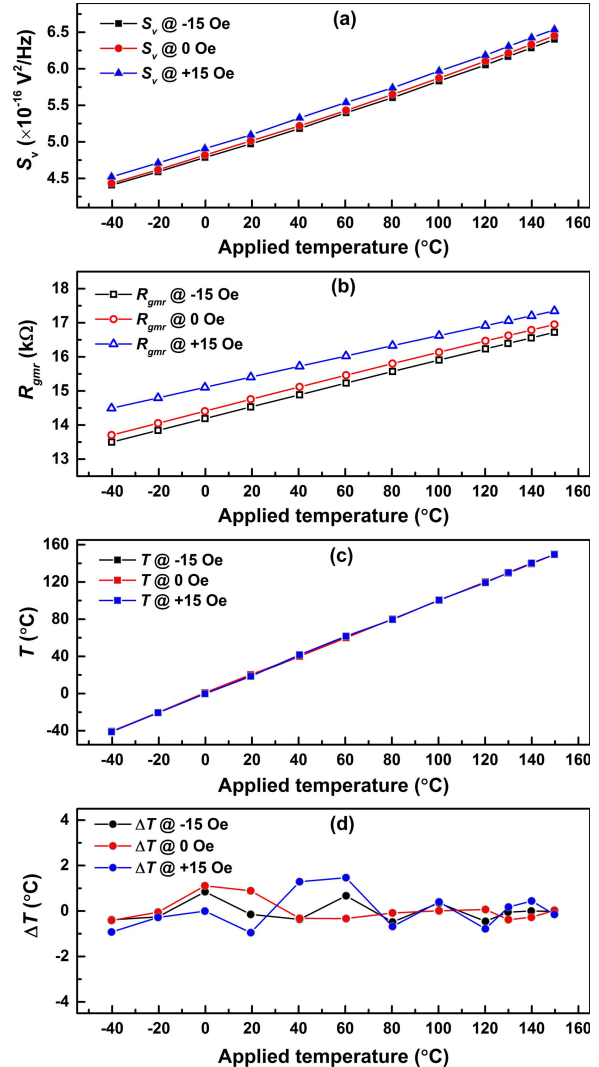 (a)
S_v @ -15 Oe
S_v @ 0 Oe
S_v @ +15 Oe
S_v (×10⁻¹⁶ V²/Hz)
6.5
6.0
5.5
5.0
4.5
-40 -20 0 20 40 60 80 100 120 140 160
Applied temperature (°C)
(b)
R_gmr @ -15 Oe
R_gmr @ 0 Oe
R_gmr @ +15 Oe
R_gmr (kΩ)
18
17
16
15
14
13
-40 -20 0 20 40 60 80 100 120 140 160
Applied temperature (°C)
(c)
T @ -15 Oe
T @ 0 Oe
T @ +15 Oe
T (°C)
160
120
80
40
0
-40
-40 -20 0 20 40 60 80 100 120 140 160
Applied temperature (°C)
(d)
ΔT @ -15 Oe
ΔT @ 0 Oe
ΔT @ +15 Oe
ΔT (°C)
4
2
0
-2
-4
-40 -20 0 20 40 60 80 100 120 140 160
Applied temperature (°C)